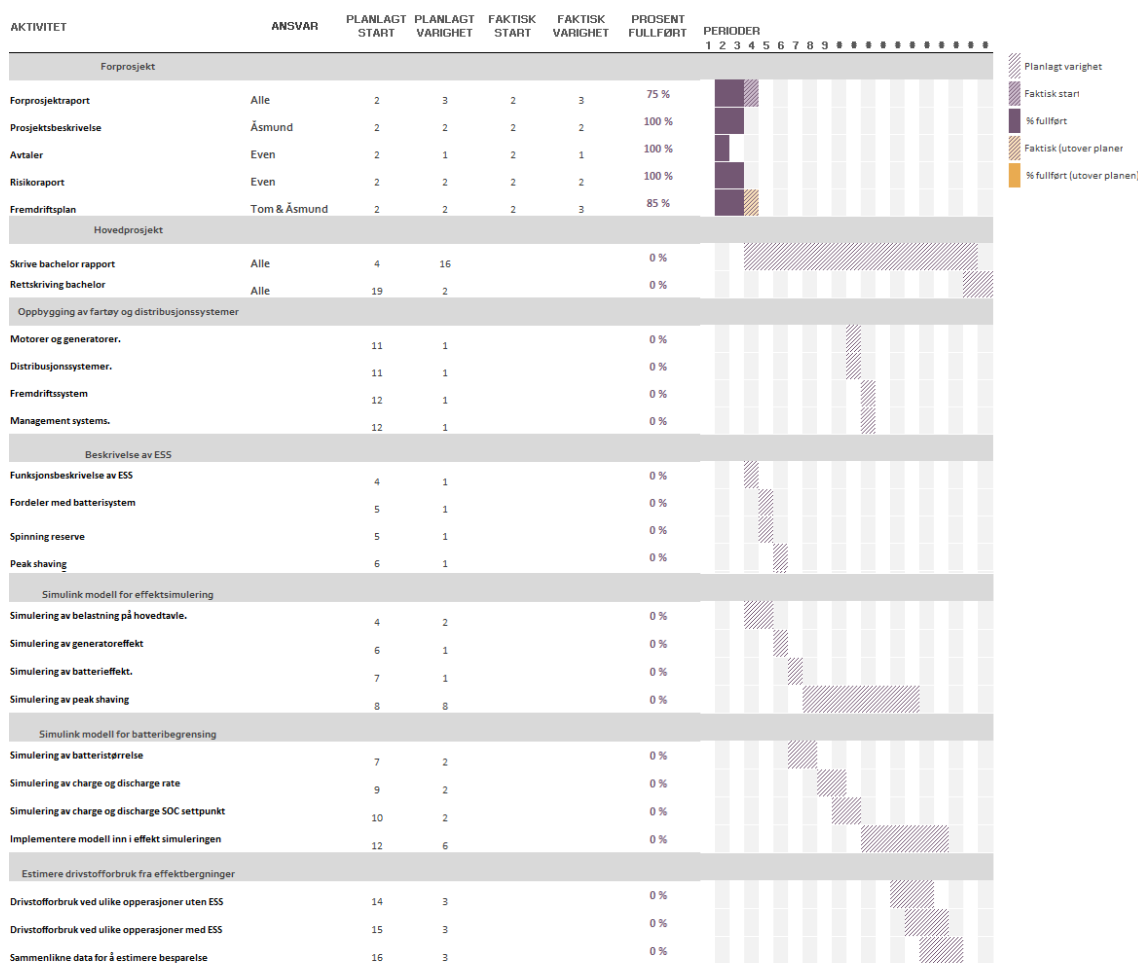 AKTIVITET ANSVAR PLANLAGT START PLANLAGT VARIGHET FAKTISK START FAKTISK VARIGHET PROSENT FULLFØRT PERIODER
1 2 3 4 5 6 7 8 9
Forprosjekt
Planlagt varighet
Forprosjektraport Alle 2 3 2 3 75 %
Faktisk start
Prosjektsbeskrivelse Åsmund 2 2 2 2 100 %
% fullført
Avtaler Even 2 1 2 1 100 %
Faktisk (utover planer
Risikoraport Even 2 2 2 2 100 %
% fullført (utover planen)
Fremdriftsplan Tom & Åsmund 2 2 2 3 85 %
Hovedprosjekt
Skrive bachelor rapport Alle 4 16 0 %
Rettskriving bachelor Alle 19 2 0 %
Oppbygging av fartøy og distribusjonssystemer
Motorer og generatorer. 11 1 0 %
Distribusjonssystemer. 11 1 0 %
Fremdriftssystem 12 1 0 %
Management systems. 12 1 0 %
Beskrivelse av ESS
Funksjonsbeskrivelse av ESS 4 1 0 %
Fordeler med batterisystem 5 1 0 %
Spinning reserve 5 1 0 %
Peak shaving 6 1 0 %
Simulink modell for effektsimulering
Simulering av belastning på hovedtavle. 4 2 0 %
Simulering av generatoreffekt 6 1 0 %
Simulering av batterieffekt. 7 1 0 %
Simulering av peak shaving 8 8 0 %
Simulink modell for batteribegrensing
Simulering av batteristørrelse 7 2 0 %
Simulering av charge og discharge rate 9 2 0 %
Simulering av charge og discharge SOC settpunkt 10 2 0 %
Implementere modell inn i effekt simuleringen 12 6 0 %
Estimere drivstofforbruk fra effektbergninger
Drivstofforbruk ved ulike opperasjoner uten ESS 14 3 0 %
Drivstofforbruk ved ulike opperasjoner med ESS 15 3 0 %
Sammenlikne data for å estimere besparelse 16 3 0 %